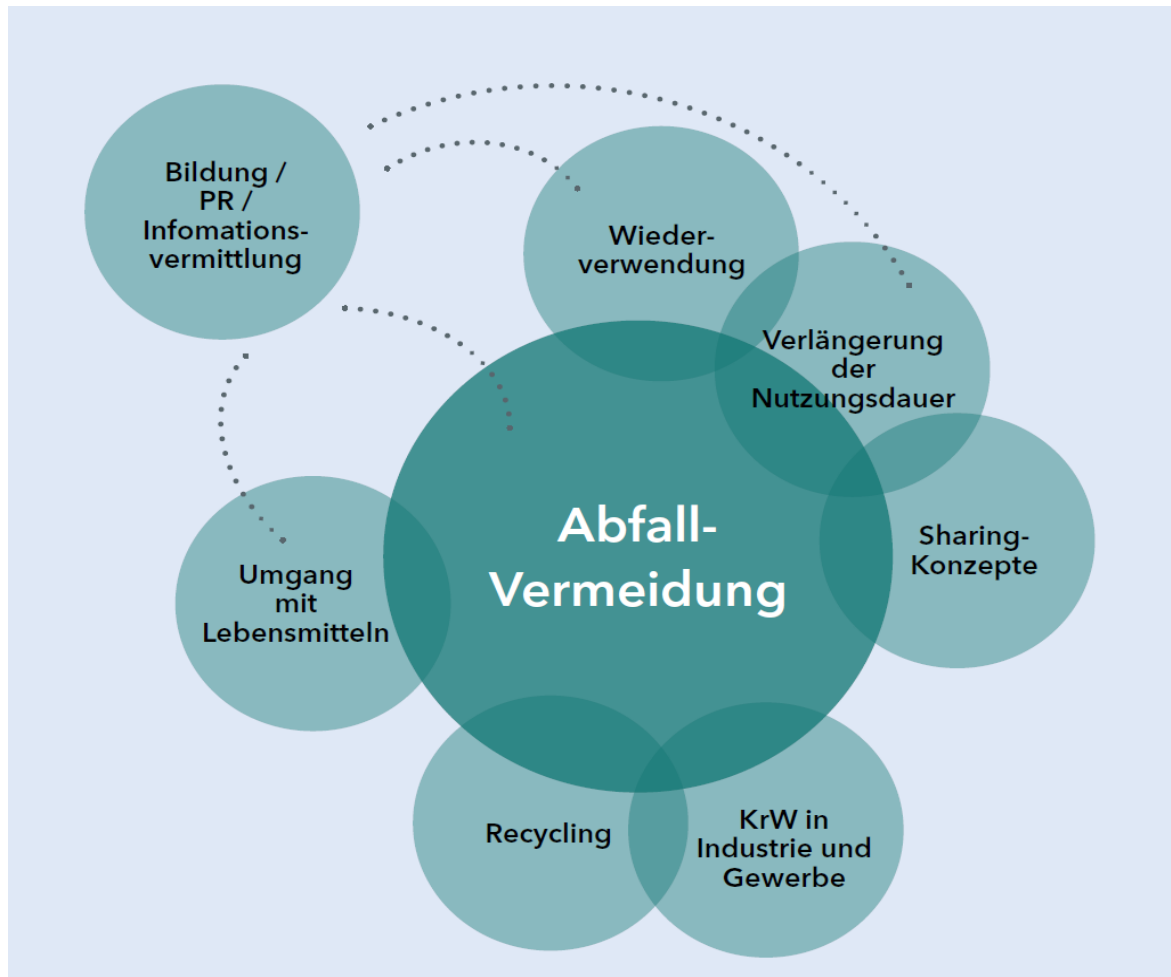 Bildung /
PR /
Infomations-
vermittlung
Wieder-
verwendung
Verlängerung
der
Nutzungsdauer
Sharing-
Konzepte
Abfall-
Vermeidung
Umgang
mit
Lebensmitteln
Recycling
KrW in
Industrie und
Gewerbe